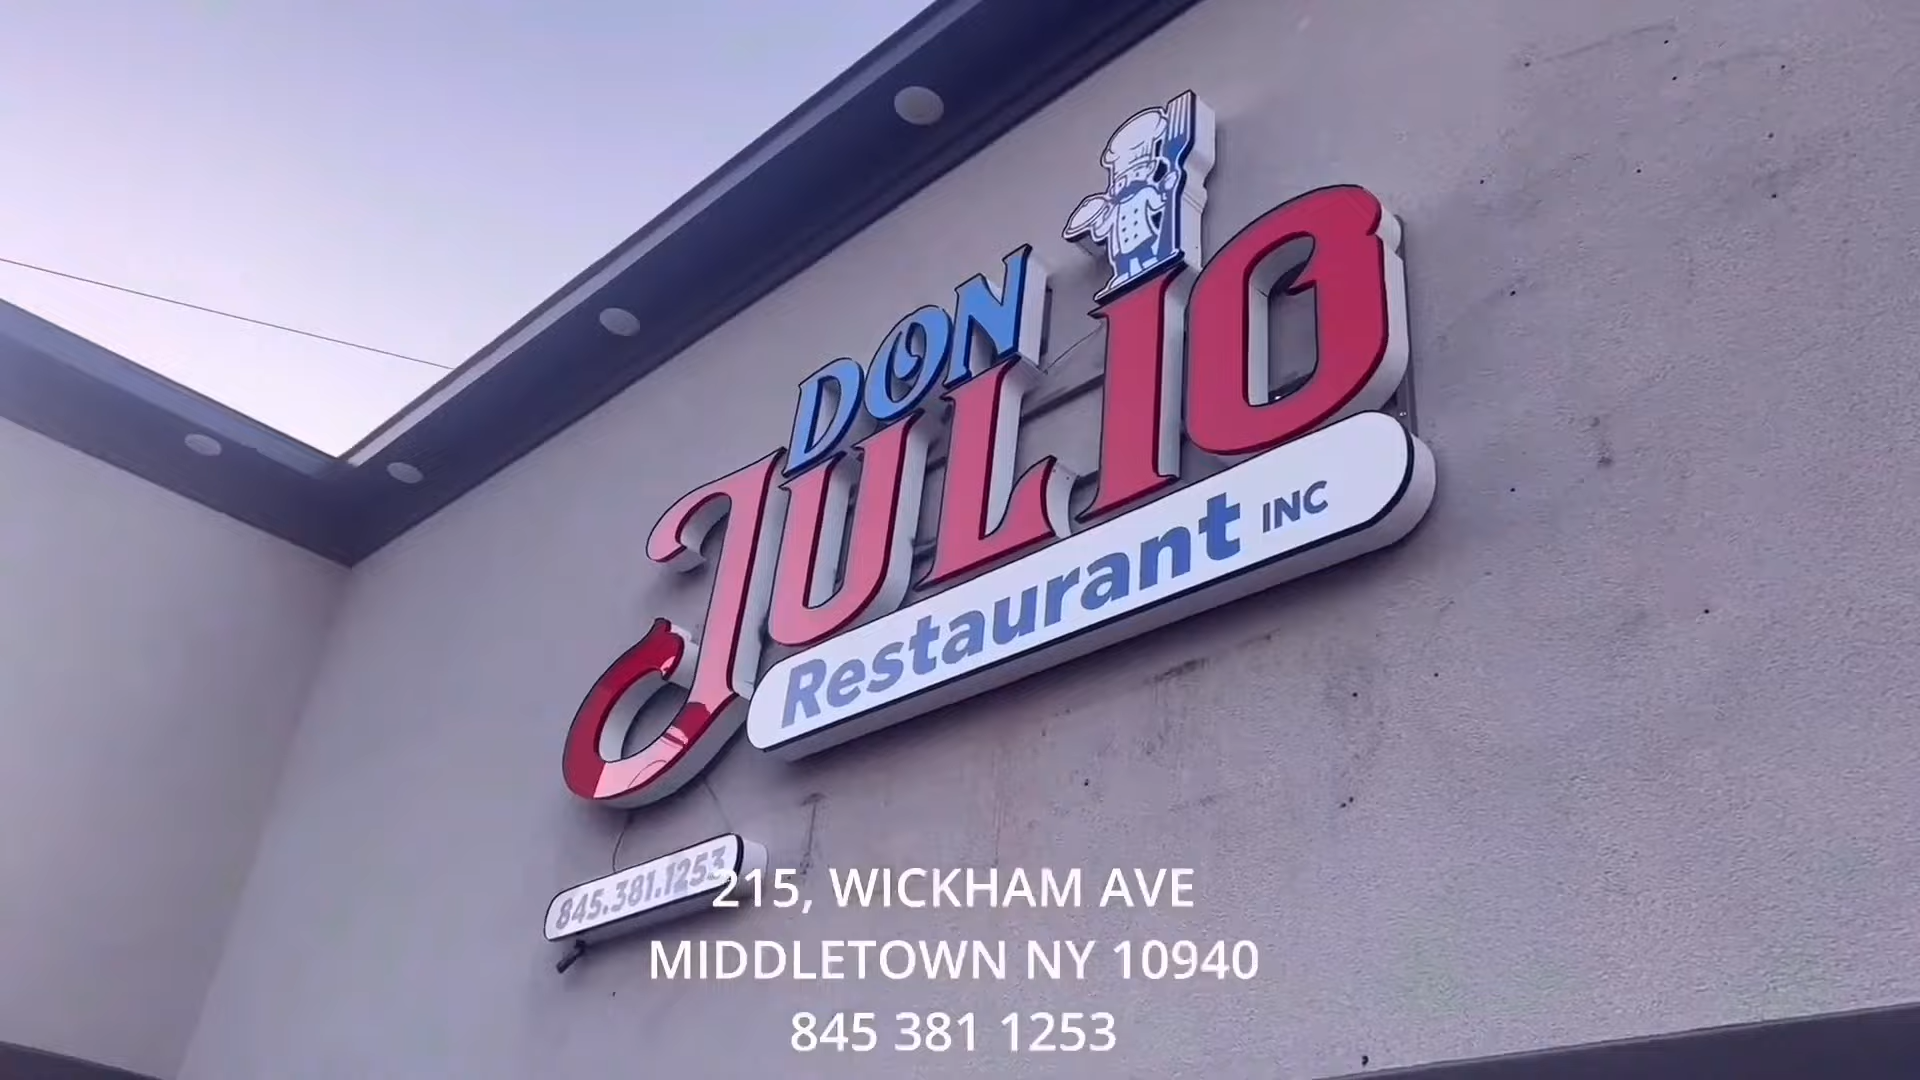 DON
JULIO
Restaurant INC
845.381.1253
215, WICKHAM AVE
MIDDLETOWN NY 10940
845 381 1253